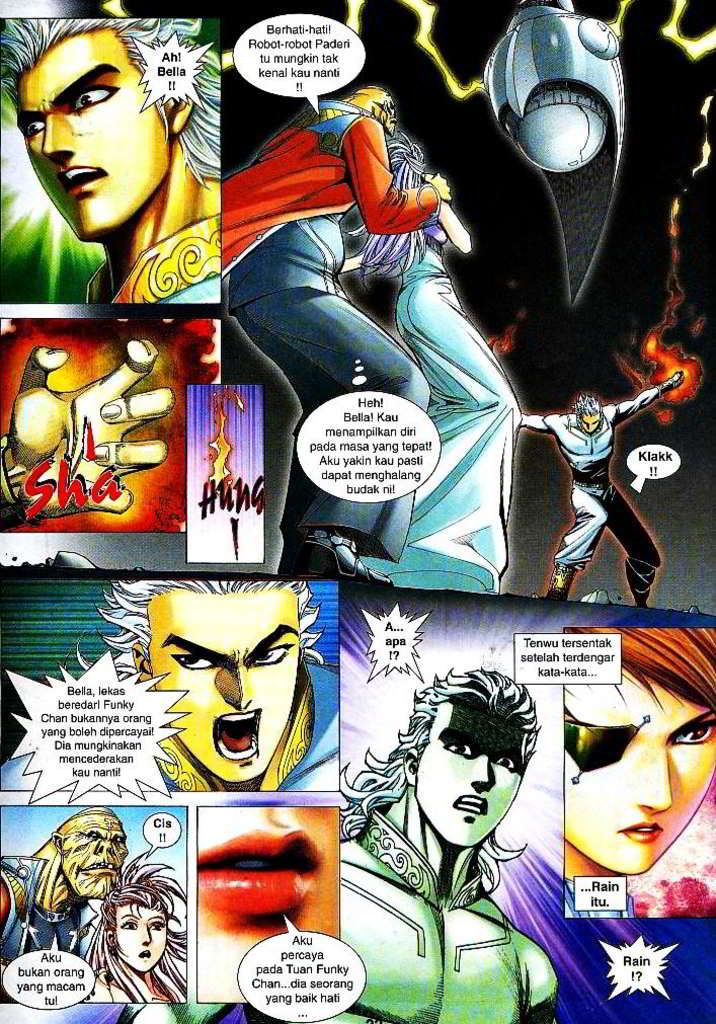 Ah!
Bella
!!
Berhati-hati!
Robot-robot Paderi
tu mungkin tak
kenal kau nanti
!!
Heh!
Bella! Kau
menampilkan diri
pada masa yang tepat!
Aku yakin kau pasti
dapat menghalang
budak ni!
Klakk
!!
Sha
!
Hung
!
Bella, lekas
beredar! Funky
Chan bukannya orang
yang boleh dipercayai!
Dia mungkinakan
mencederakan
kau nanti!
A...
apa
!?
Tenwu tersentak
setelah terdengar
kata-kata...
...Rain
itu.
Cis
!!
Aku
bukan orang
yang macam
tu!
Aku
percaya
pada Tuan Funky
Chan...dia seorang
yang baik hati
...
Rain
!?